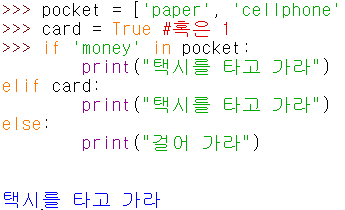 >>> pocket = ['paper', 'cellphone'
>>> card = True #혹은 1
>>> if 'money' in pocket:
        print("택시를 타고 가라")
elif card:
        print("택시를 타고 가라")
else:
        print("걸어 가라")
택시를 타고 가라